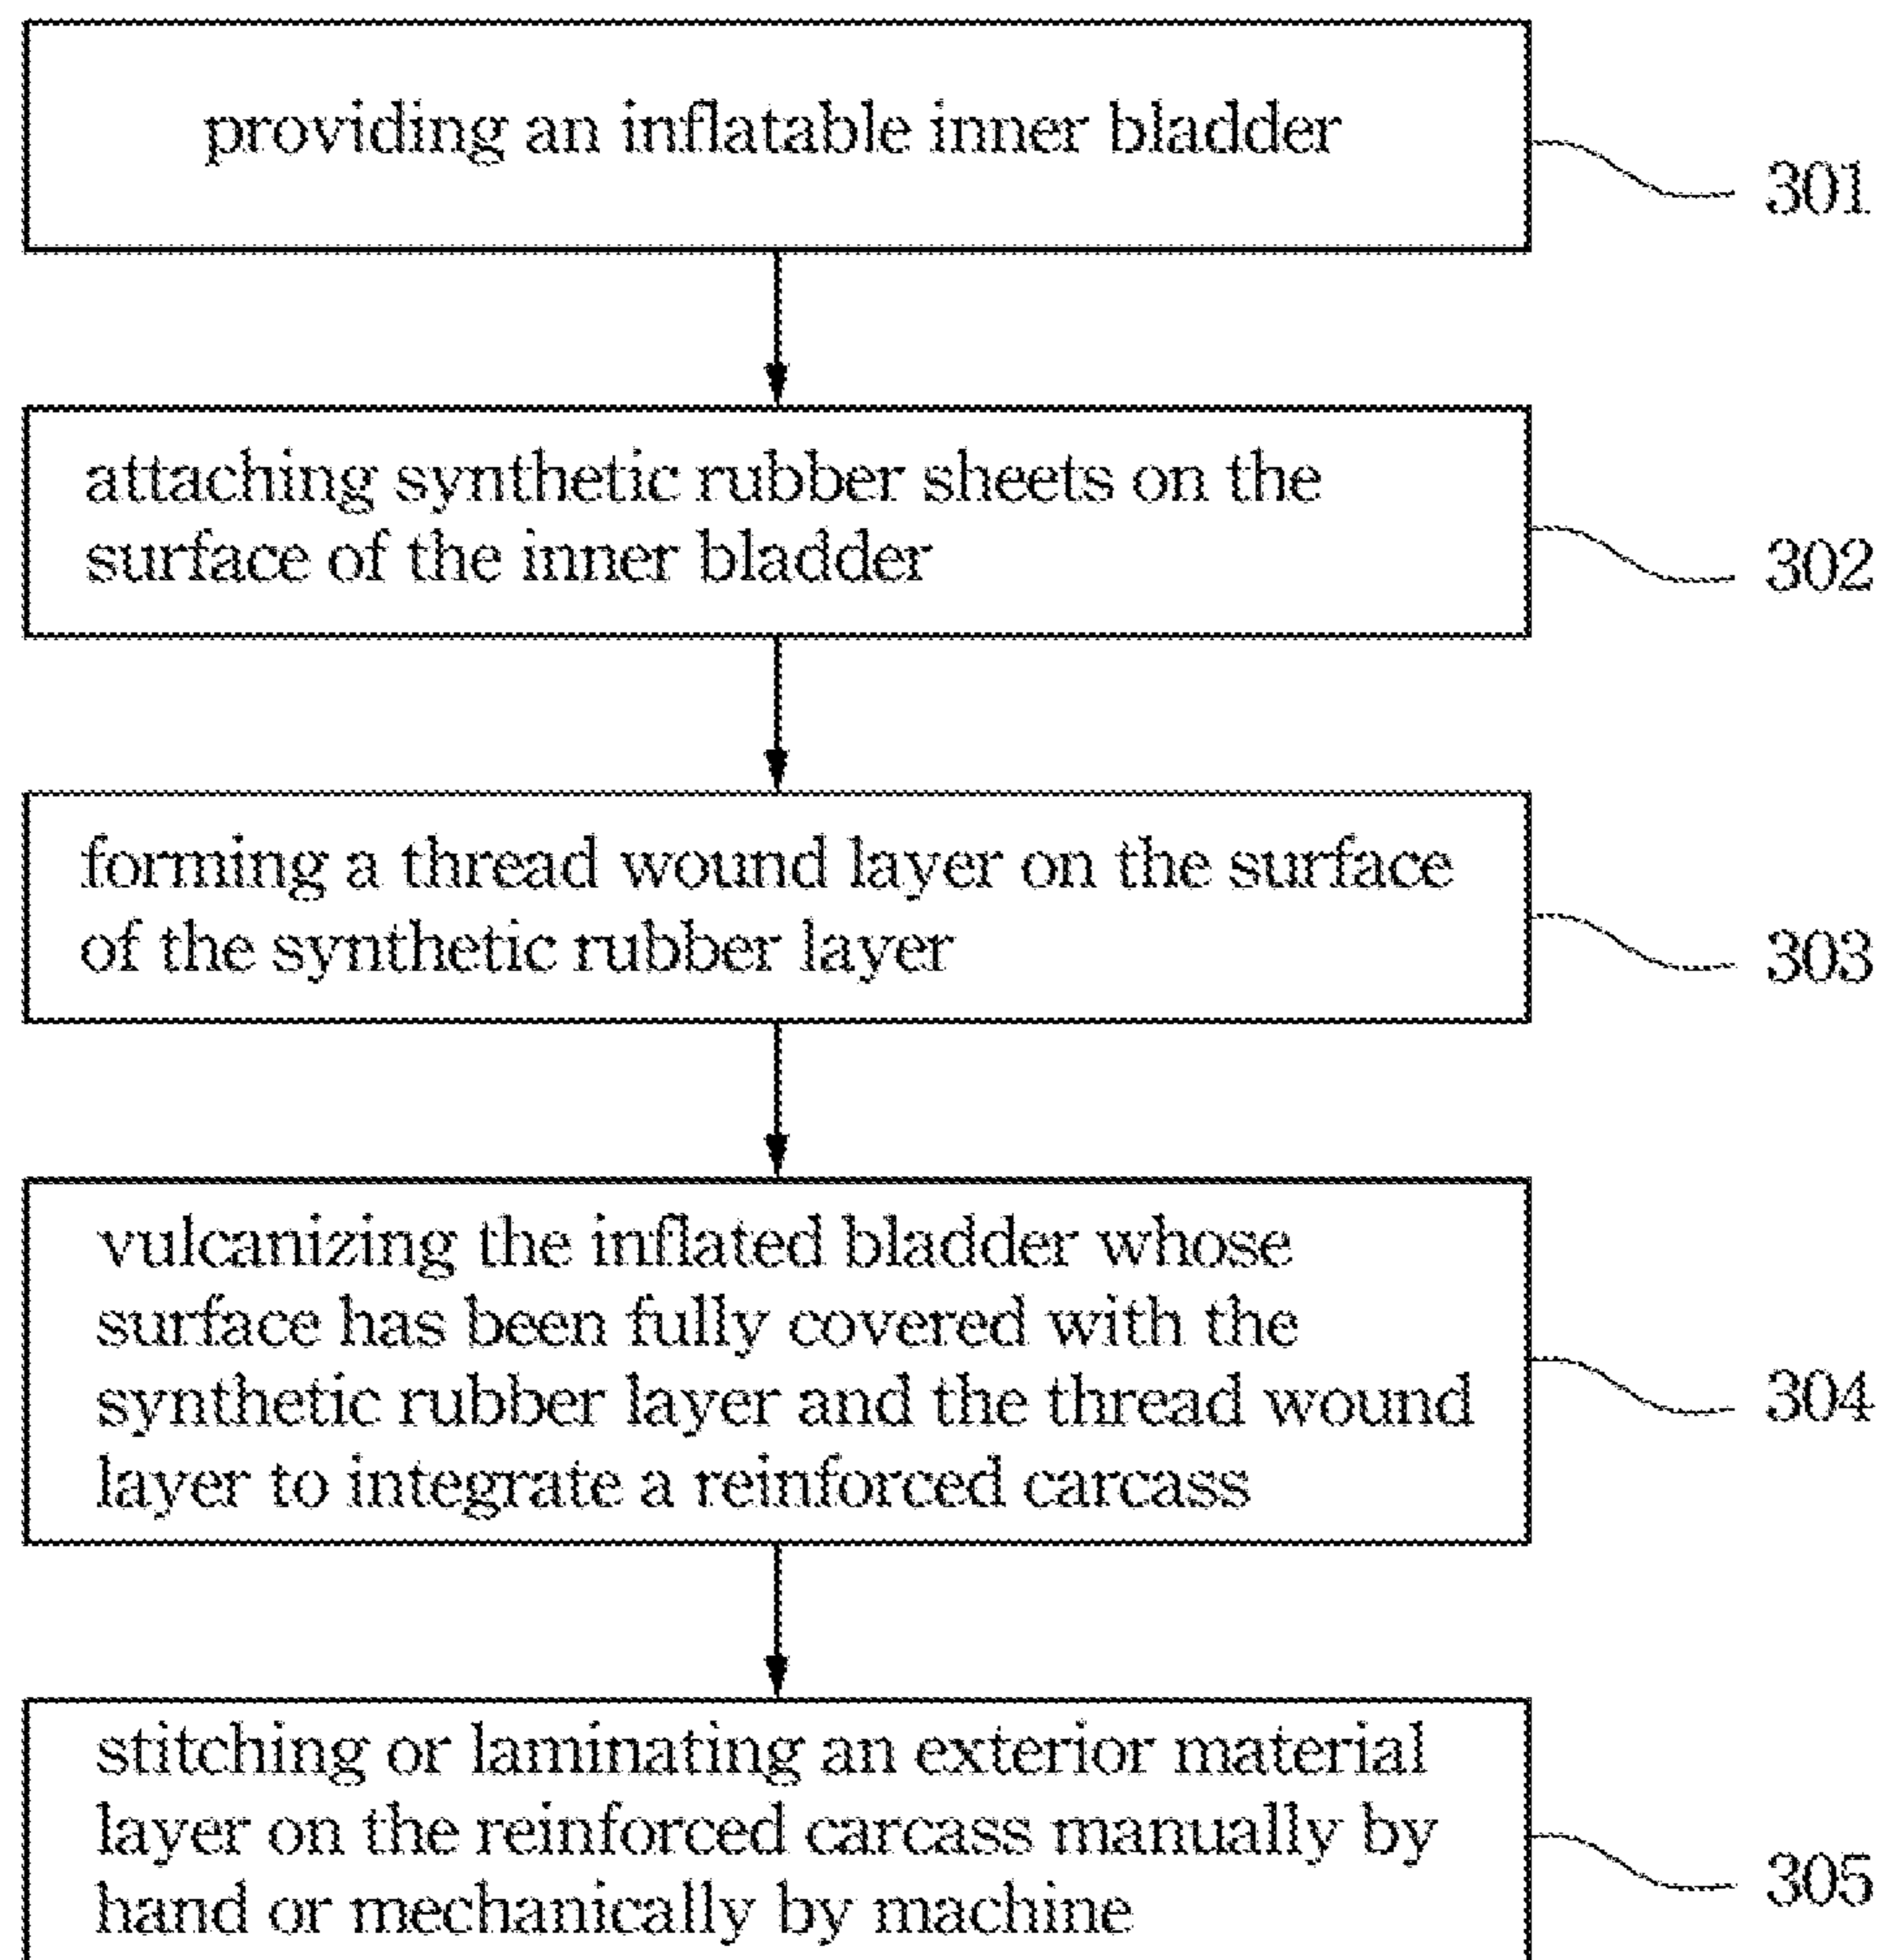 providing an inflatable inner bladder
301
attaching synthetic rubber sheets on the
surface of the inner bladder
302
forming a thread wound layer on the surface
of the synthetic rubber layer
303
vulcanizing the inflated bladder whose
surface has been fully covered with the
synthetic rubber layer and the thread wound
layer to integrate a reinforced carcass
304
stitching or laminating an exterior material
layer on the reinforced carcass manually by
hand or mechanically by machine
305